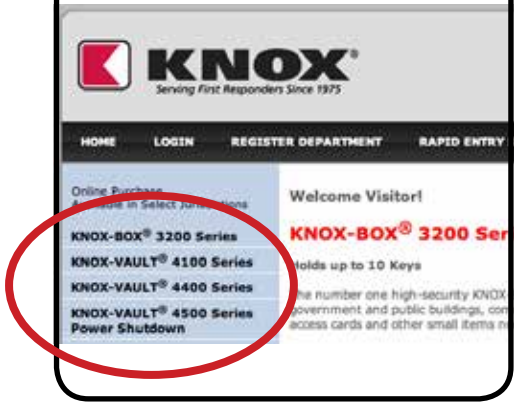 KNOX®
Serving First Responders Since 1975
HOME LOGIN REGISTER DEPARTMENT RAPID ENTRY
Online Purchase
Available in Select Jurisdictions
KNOX-BOX® 3200 Series
KNOX-VAULT® 4100 Series
KNOX-VAULT® 4400 Series
KNOX-VAULT® 4500 Series
Power Shutdown
Welcome Visitor!
KNOX-BOX® 3200 Ser
Holds up to 10 Keys
The number one high-security KNOX
government and public buildings, com
access cards and other small items n